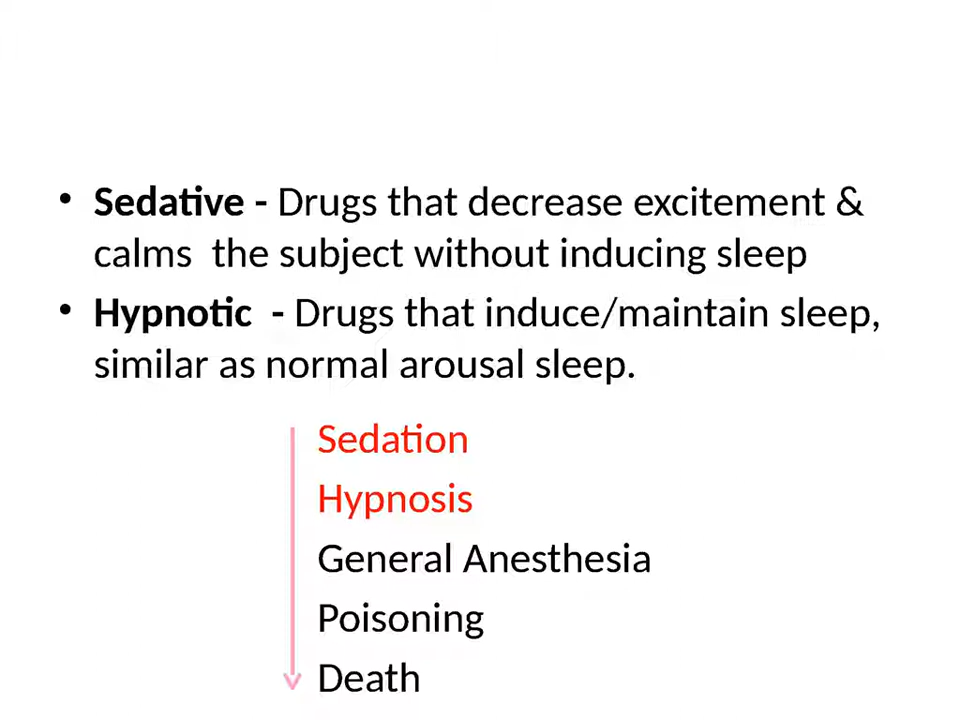 • Sedative - Drugs that decrease excitement &
calms  the subject without inducing sleep
• Hypnotic  - Drugs that induce/maintain sleep,
similar as normal arousal sleep.
Sedation
Hypnosis
General Anesthesia
Poisoning
Death